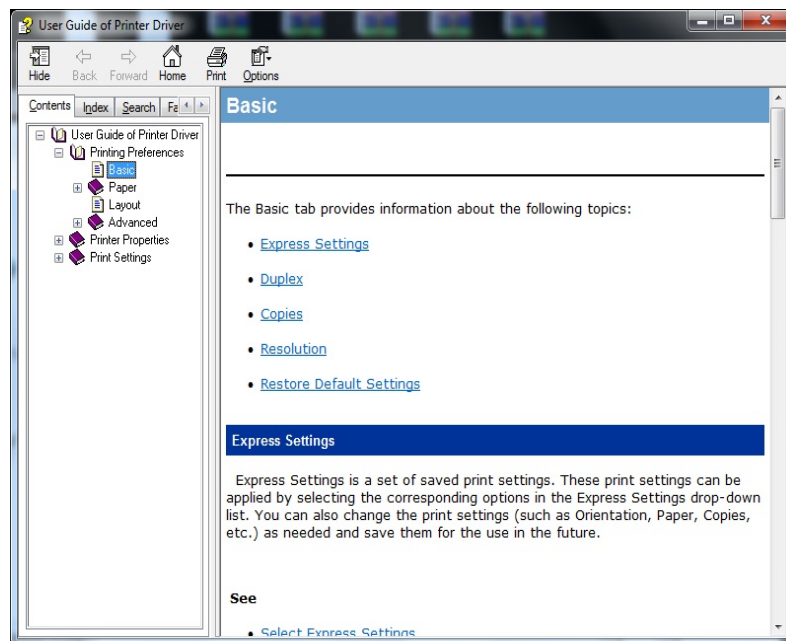 User Guide of Printer Driver
Hide Back Forward Home Print Options
Contents Index Search Fa
User Guide of Printer Driver
Printing Preferences
Basic
Paper
Layout
Advanced
Printer Properties
Print Settings
Basic
The Basic tab provides information about the following topics:
• Express Settings
• Duplex
• Copies
• Resolution
• Restore Default Settings
Express Settings
Express Settings is a set of saved print settings. These print settings can be
applied by selecting the corresponding options in the Express Settings drop-down
list. You can also change the print settings (such as Orientation, Paper, Copies,
etc.) as needed and save them for the use in the future.
See
• Select Express Settings